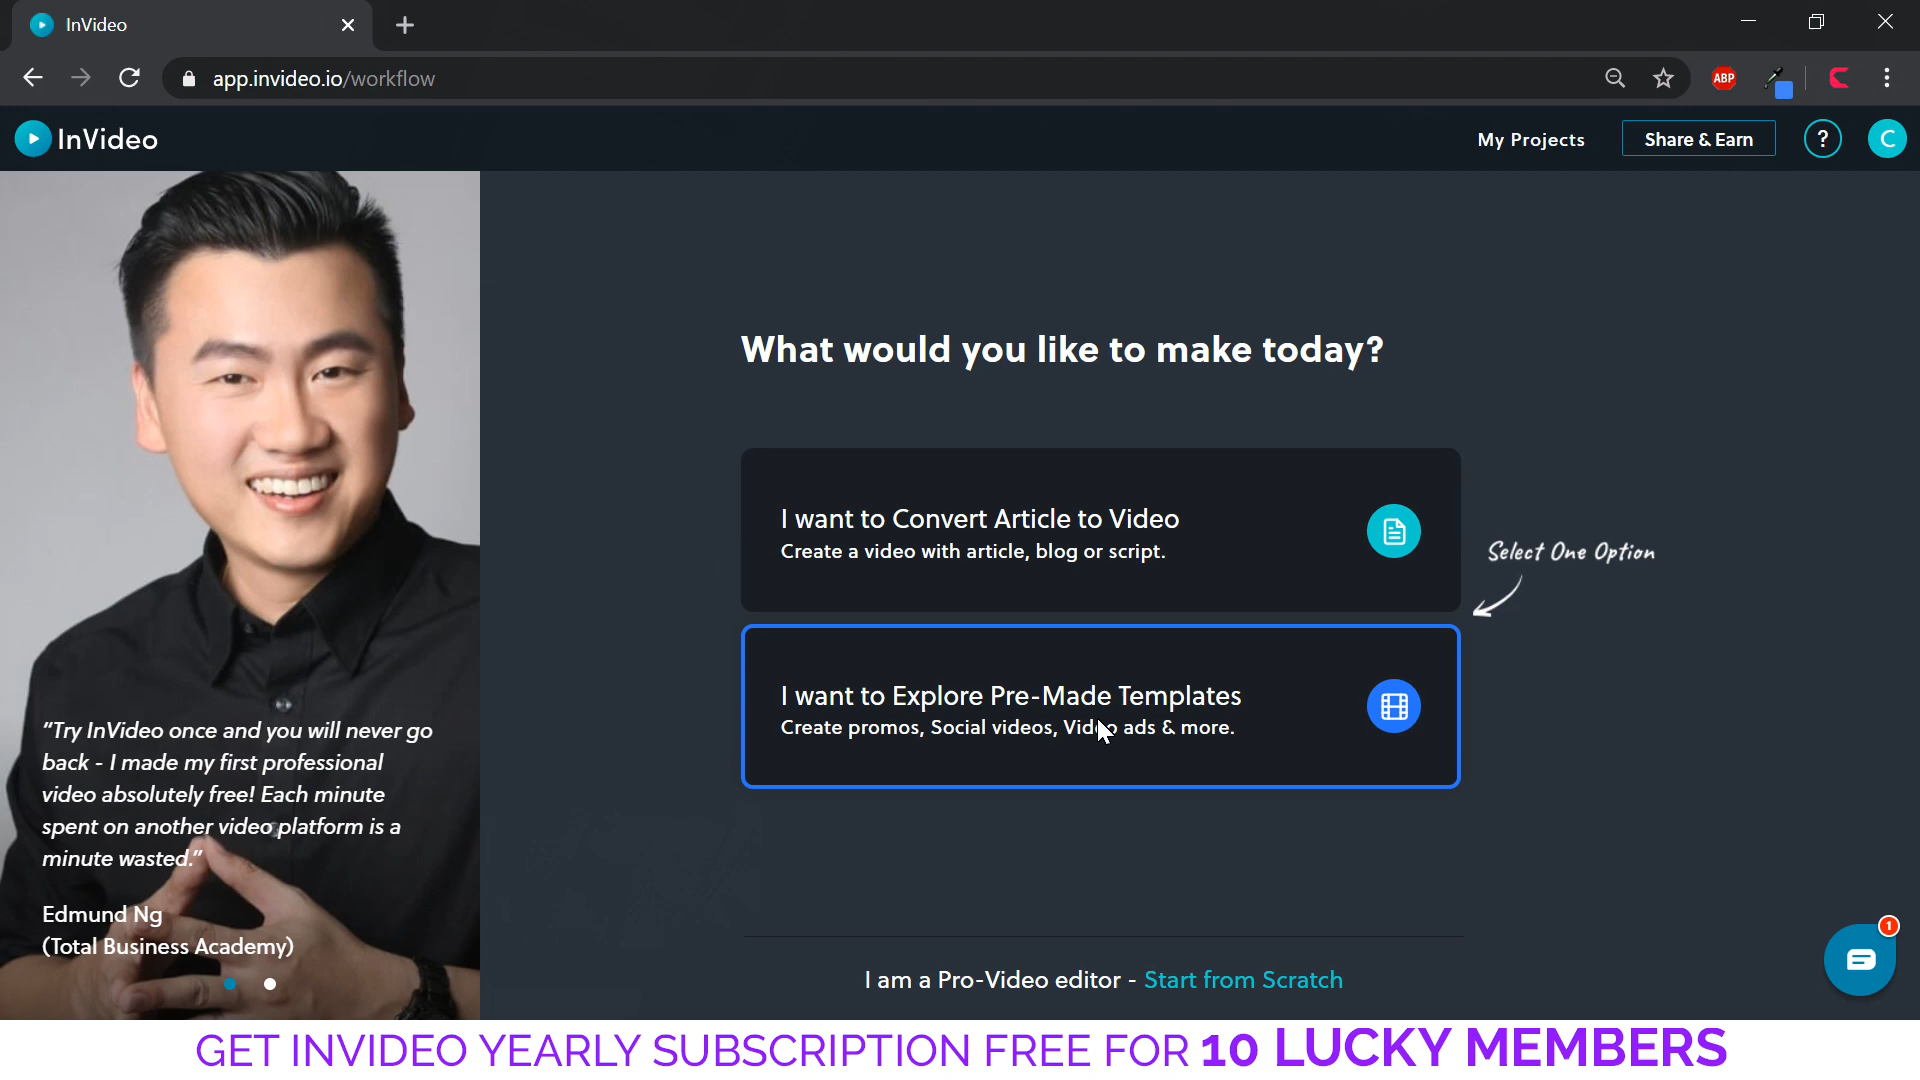 InVideo
app.invideo.io/workflow
ABP
InVideo
My Projects
Share & Earn
?
C
What would you like to make today?
I want to Convert Article to Video
Create a video with article, blog or script.
Select One Option
I want to Explore Pre-Made Templates
Create promos, Social videos, Video ads & more.
“Try InVideo once and you will never go
back - I made my first professional
video absolutely free! Each minute
spent on another video platform is a
minute wasted.”
Edmund Ng
(Total Business Academy)
1
I am a Pro-Video editor - Start from Scratch
GET INVIDEO YEARLY SUBSCRIPTION FREE FOR 10 LUCKY MEMBERS